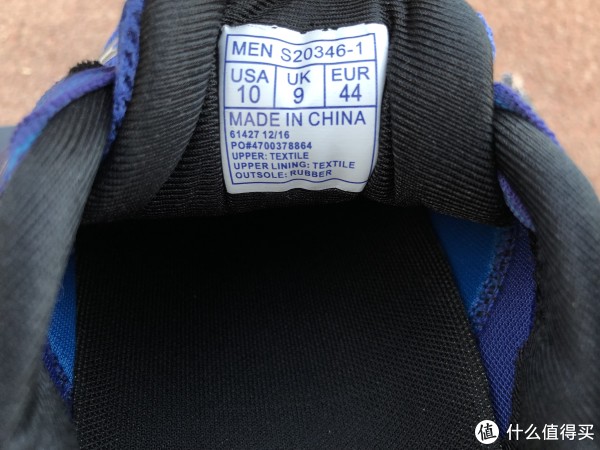 MEN S20346-1
USA UK EUR
10 9 44
MADE IN CHINA
61427 12/16
PO#4700378864
UPPER: TEXTILE
UPPER LINING: TEXTILE
OUTSOLE: RUBBER
值 什么值得买